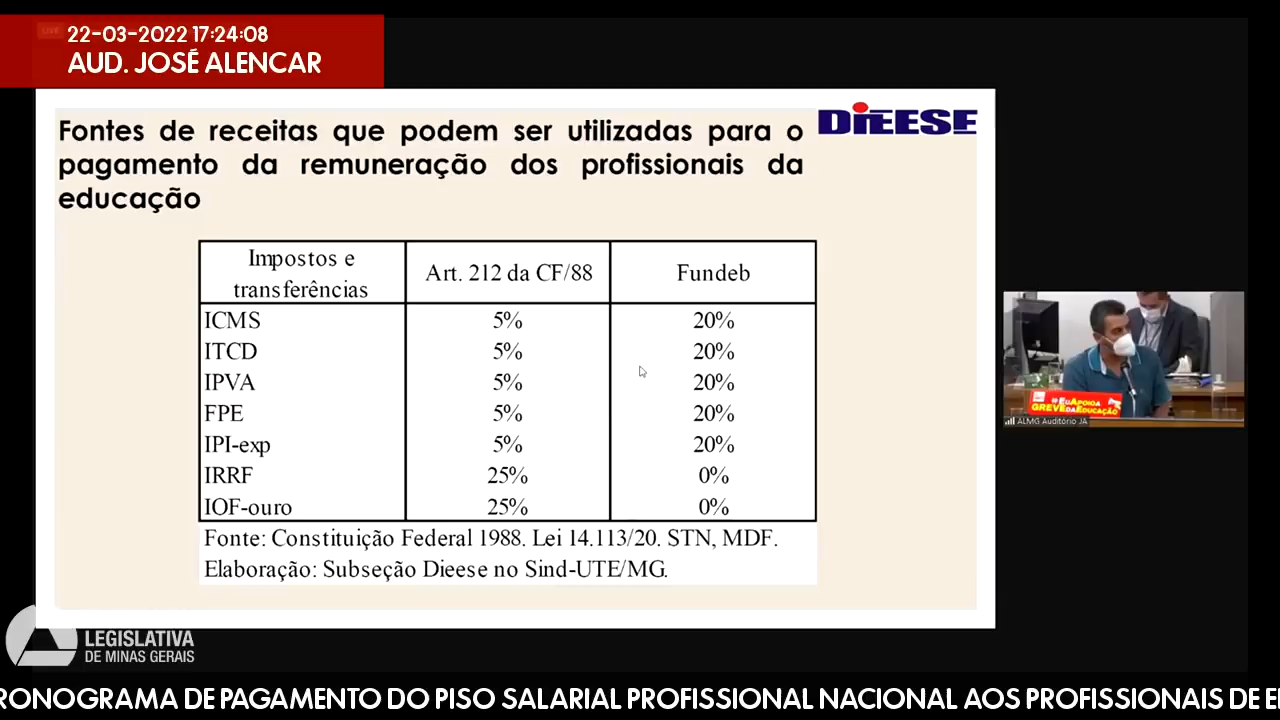 LIVE
22-03-2022 17:24:08
AUD. JOSÉ ALENCAR
DIEESE
Fontes de receitas que podem ser utilizadas para o
pagamento da remuneração dos profissionais da
educação
Impostos e transferências Art. 212 da CF/88 Fundeb
ICMS 5% 20%
ITCD 5% 20%
IPVA 5% 20%
FPE 5% 20%
IPI-exp 5% 20%
IRRF 25% 0%
IOF-ouro 25% 0%
Fonte: Constituição Federal 1988. Lei 14.113/20. STN, MDF.
Elaboração: Subseção Dieese no Sind-UTE/MG.
#EuApoioA
GREVEdaEducação
ALMG Auditório JA
LEGISLATIVA
DE MINAS GERAIS
RONOGRAMA DE PAGAMENTO DO PISO SALARIAL PROFISSIONAL NACIONAL AOS PROFISSIONAIS DE E